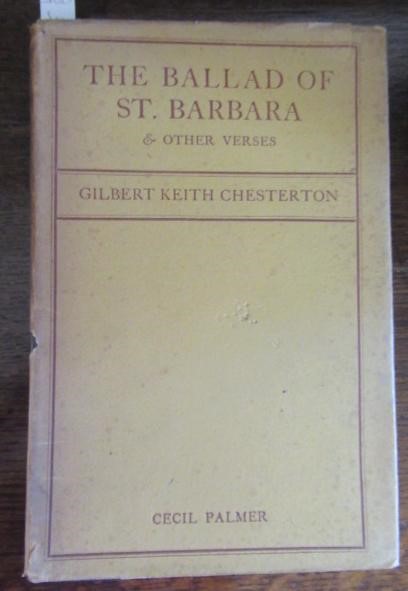 THE BALLAD OF
ST. BARBARA
& OTHER VERSES
GILBERT KEITH CHESTERTON
CECIL PALMER